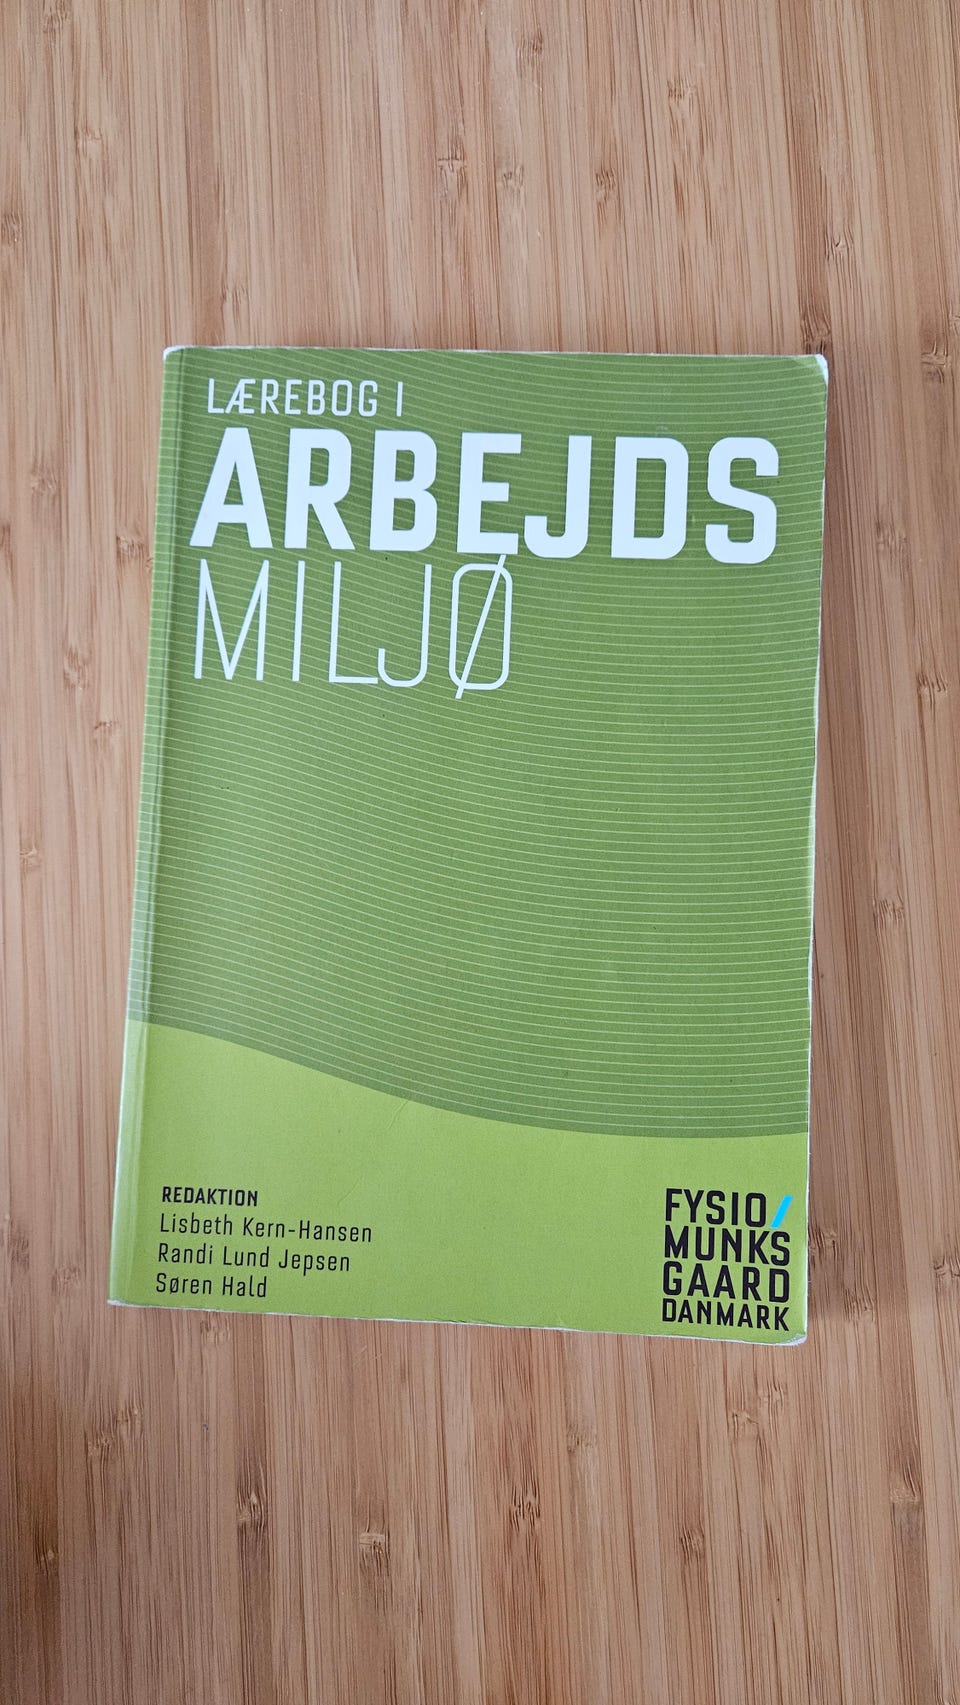 LÆREBOG I
ARBEJDS
MILJØ
REDAKTION
Lisbeth Kern-Hansen
Randi Lund Jepsen
Søren Hald
FYSIO/
MUNKS
GAARD
DANMARK